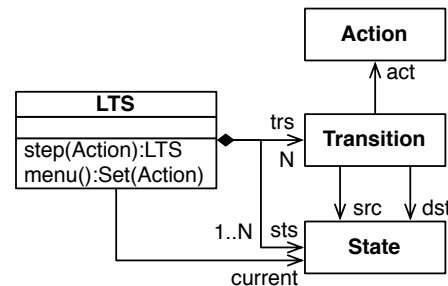 Action
act
LTS
step(Action):LTS
menu():Set(Action)
trs
N
Transition
src
dst
1..N
sts
State
current